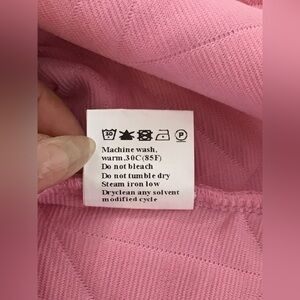 30 P
Machine wash,
warm.30C(85F)
Do not bleach
Do not tumble dry
Steam iron low
Dryclean any solvent
modified cycle